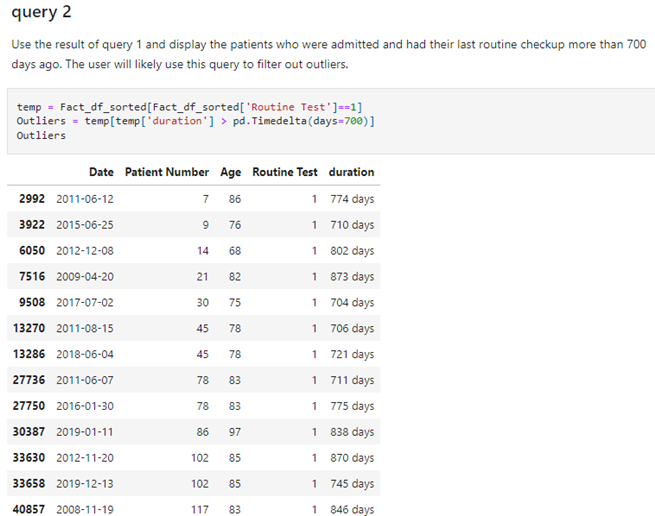 query 2
Use the result of query 1 and display the patients who were admitted and had their last routine checkup more than 700
days ago. The user will likely use this query to filter out outliers.
temp = Fact_df_sorted[Fact_df_sorted['Routine Test']==1]
Outliers = temp[temp['duration'] > pd.Timedelta(days=700)]
Outliers
Date Patient Number Age Routine Test duration
2992 2011-06-12 7 86 1 774 days
3922 2015-06-25 9 76 1 710 days
6050 2012-12-08 14 68 1 802 days
7516 2009-04-20 21 82 1 873 days
9508 2017-07-02 30 75 1 704 days
13270 2011-08-15 45 78 1 706 days
13286 2018-06-04 45 78 1 721 days
27736 2011-06-07 78 83 1 711 days
27750 2016-01-30 78 83 1 775 days
30387 2019-01-11 86 97 1 838 days
33630 2012-11-20 102 85 1 870 days
33658 2019-12-13 102 85 1 745 days
40857 2008-11-19 117 83 1 846 days